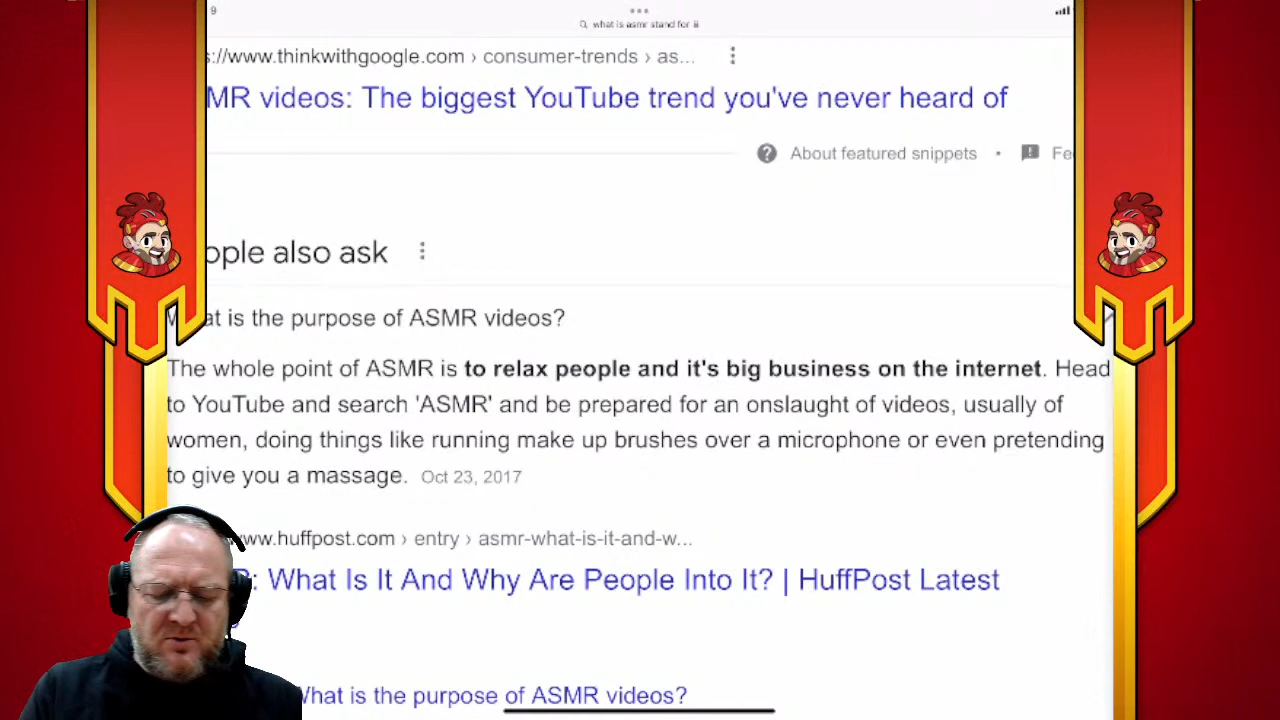 9
what is asmr stand for
s://www.thinkwithgoogle.com › consumer-trends › as...
MR videos: The biggest YouTube trend you've never heard of
About featured snippets • Fe
ople also ask
What is the purpose of ASMR videos?
The whole point of ASMR is to relax people and it's big business on the internet. Head
to YouTube and search 'ASMR' and be prepared for an onslaught of videos, usually of
women, doing things like running make up brushes over a microphone or even pretending
to give you a massage. Oct 23, 2017
www.huffpost.com › entry › asmr-what-is-it-and-w...
R: What Is It And Why Are People Into It? | HuffPost Latest
What is the purpose of ASMR videos?